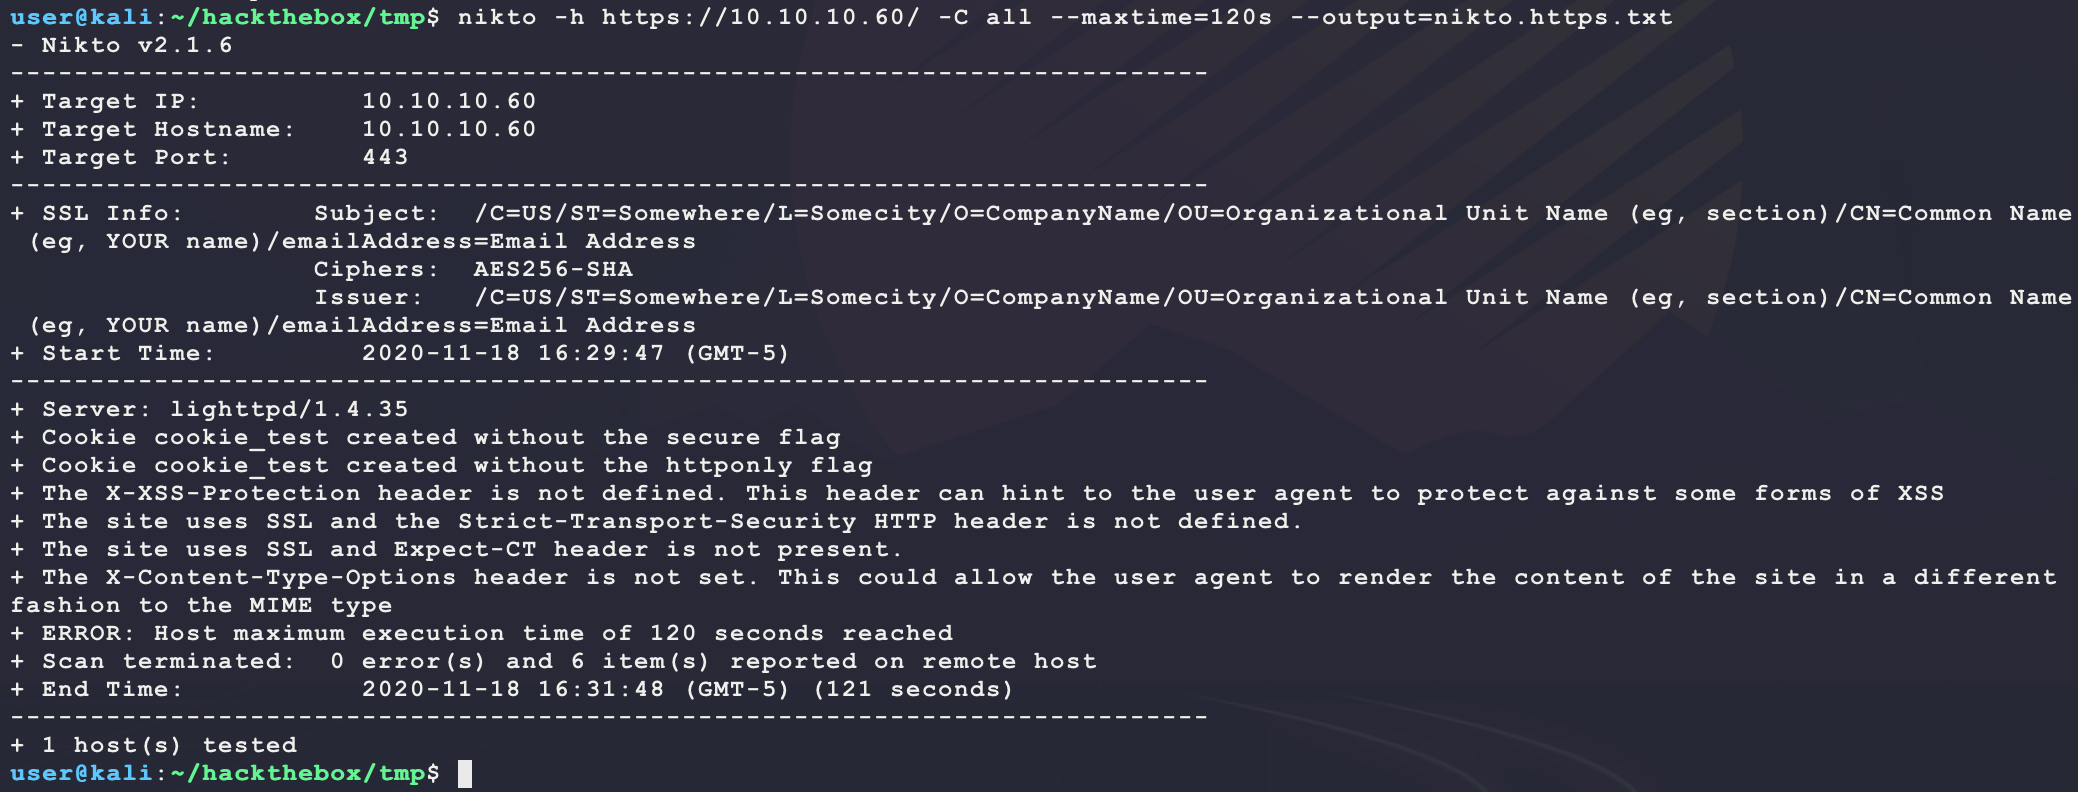 user@kali:~/hackthebox/tmp$ nikto -h https://10.10.10.60/ -C all --maxtime=120s --output=nikto.https.txt
- Nikto v2.1.6
---------------------------------------------------------------------------
+ Target IP:          10.10.10.60
+ Target Hostname:    10.10.10.60
+ Target Port:        443
---------------------------------------------------------------------------
+ SSL Info:        Subject:  /C=US/ST=Somewhere/L=Somecity/O=CompanyName/OU=Organizational Unit Name (eg, section)/CN=Common Name
 (eg, YOUR name)/emailAddress=Email Address
                   Ciphers:  AES256-SHA
                   Issuer:   /C=US/ST=Somewhere/L=Somecity/O=CompanyName/OU=Organizational Unit Name (eg, section)/CN=Common Name
 (eg, YOUR name)/emailAddress=Email Address
+ Start Time:         2020-11-18 16:29:47 (GMT-5)
---------------------------------------------------------------------------
+ Server: lighttpd/1.4.35
+ Cookie cookie_test created without the secure flag
+ Cookie cookie_test created without the httponly flag
+ The X-XSS-Protection header is not defined. This header can hint to the user agent to protect against some forms of XSS
+ The site uses SSL and the Strict-Transport-Security HTTP header is not defined.
+ The site uses SSL and Expect-CT header is not present.
+ The X-Content-Type-Options header is not set. This could allow the user agent to render the content of the site in a different
fashion to the MIME type
+ ERROR: Host maximum execution time of 120 seconds reached
+ Scan terminated:  0 error(s) and 6 item(s) reported on remote host
+ End Time:           2020-11-18 16:31:48 (GMT-5) (121 seconds)
---------------------------------------------------------------------------
+ 1 host(s) tested
user@kali:~/hackthebox/tmp$